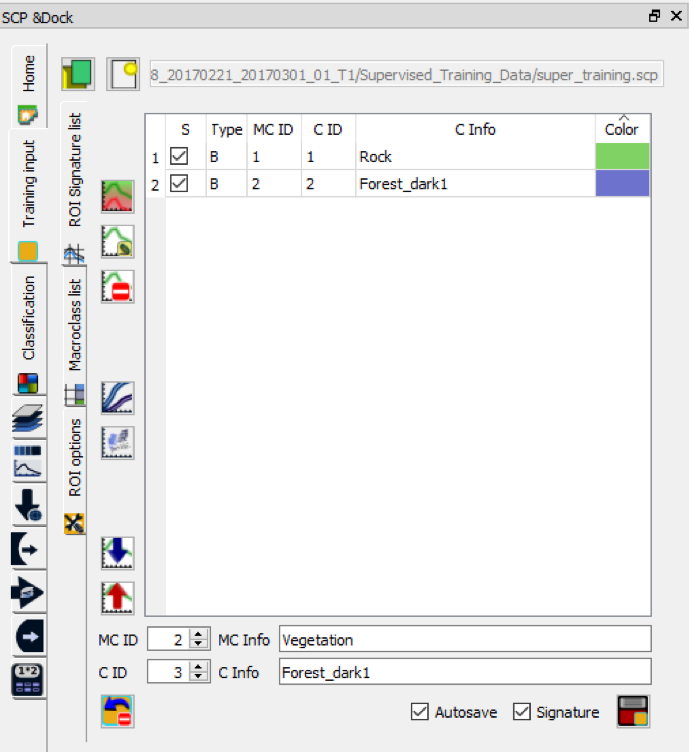 SCP &Dock
Home
Training input
Classification
ROI Signature list
Macroclass list
ROI options
8_20170221_20170301_01_T1/Supervised_Training_Data/super_training.scp
S Type MC ID C ID C Info Color
1 B 1 1 Rock
2 B 2 2 Forest_dark1
MC ID 2 MC Info Vegetation
C ID 3 C Info Forest_dark1
Autosave Signature
1*2